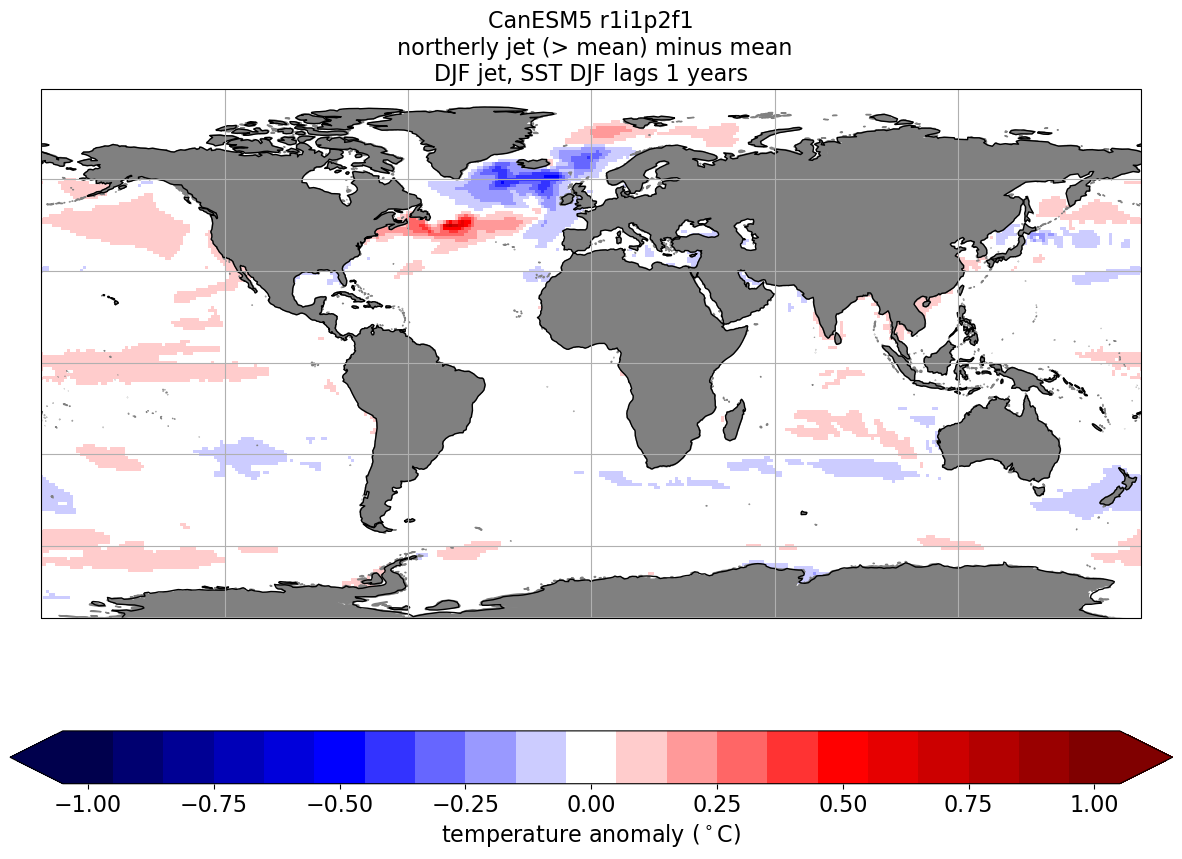 CanESM5 r1i1p2f1
northerly jet (> mean) minus mean
DJF jet, SST DJF lags 1 years
−1.00 −0.75 −0.50 −0.25 0.00 0.25 0.50 0.75 1.00
temperature anomaly (°C)